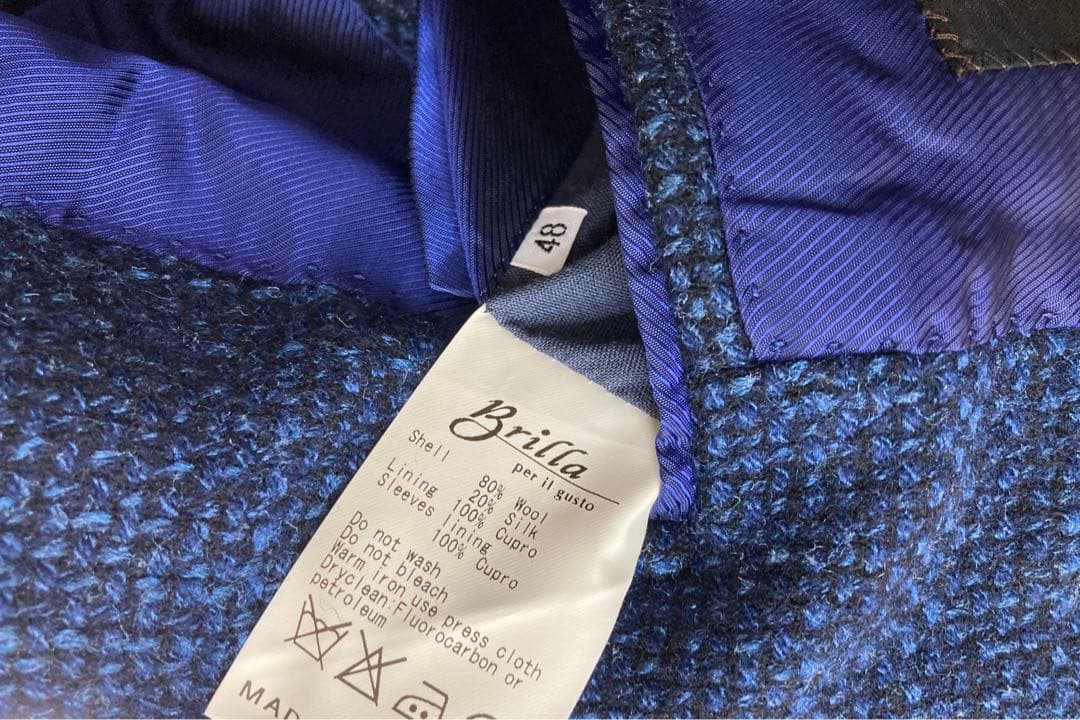 48
Brilla
per il gusto
Shell
80% Wool
20% Silk
Lining 100% Cupro
Sleeves lining
100% Cupro
Do not wash
Do not bleach
Warm iron use press cloth
Dryclean:Fluorocarbon or
petroleum